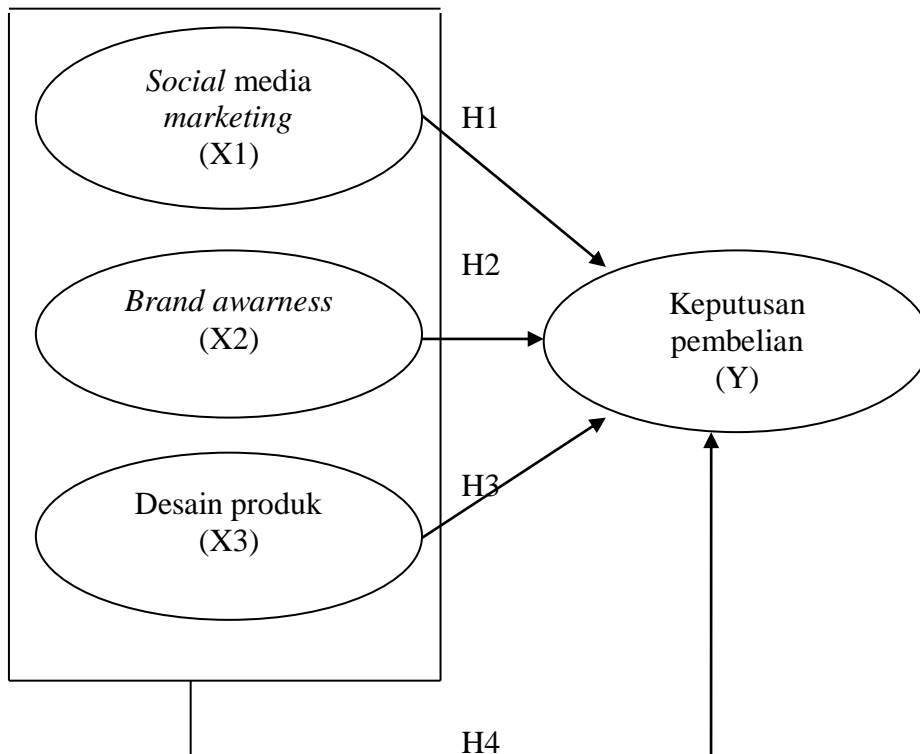 Social media
marketing
(X1)
H1
H2
Brand awarness
(X2)
Keputusan
pembelian
(Y)
Desain produk
(X3)
H3
H4